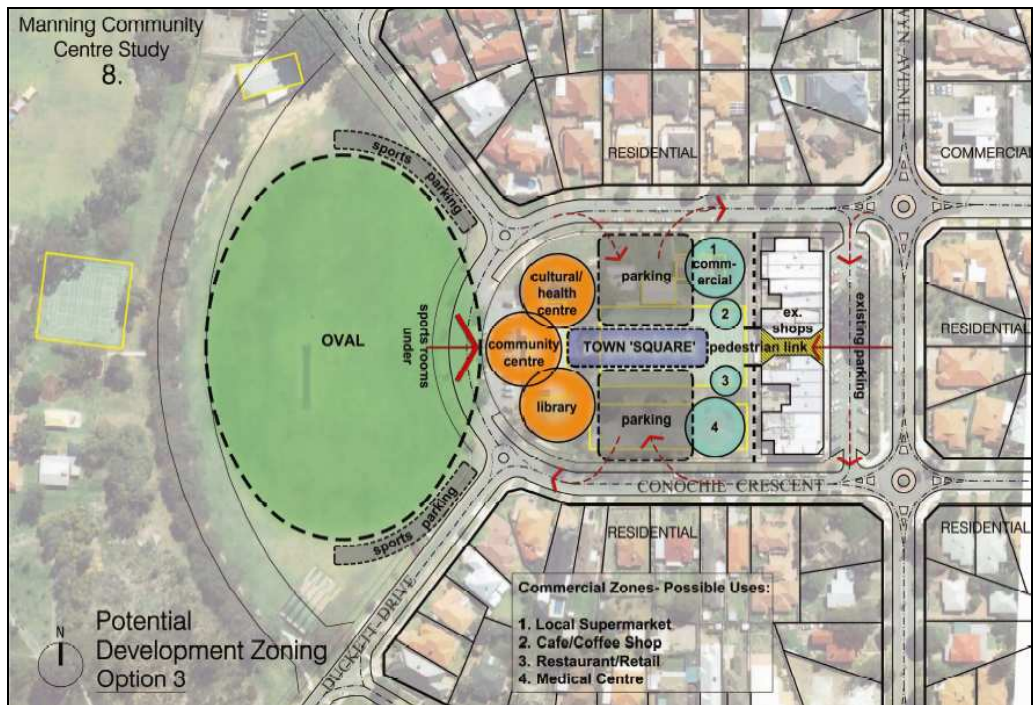 Manning Community
Centre Study
8.
WYN AVENUE
RESIDENTIAL
COMMERCIAL
sports
parking
OVAL
sports rooms
under
cultural/
health
centre
community
centre
library
parking
1
comm-
ercial
2
ex.
shops
TOWN 'SQUARE'
pedestrian link
existing parking
RESIDENTIAL
3
parking
4
CONOCHIE CRESCENT
sports
parking
RESIDENTIAL
RESIDENTIAL
DUCKETT DRIVE
Commercial Zones- Possible Uses:
1. Local Supermarket
2. Cafe/Coffee Shop
3. Restaurant/Retail
4. Medical Centre
N
Potential
Development Zoning
Option 3